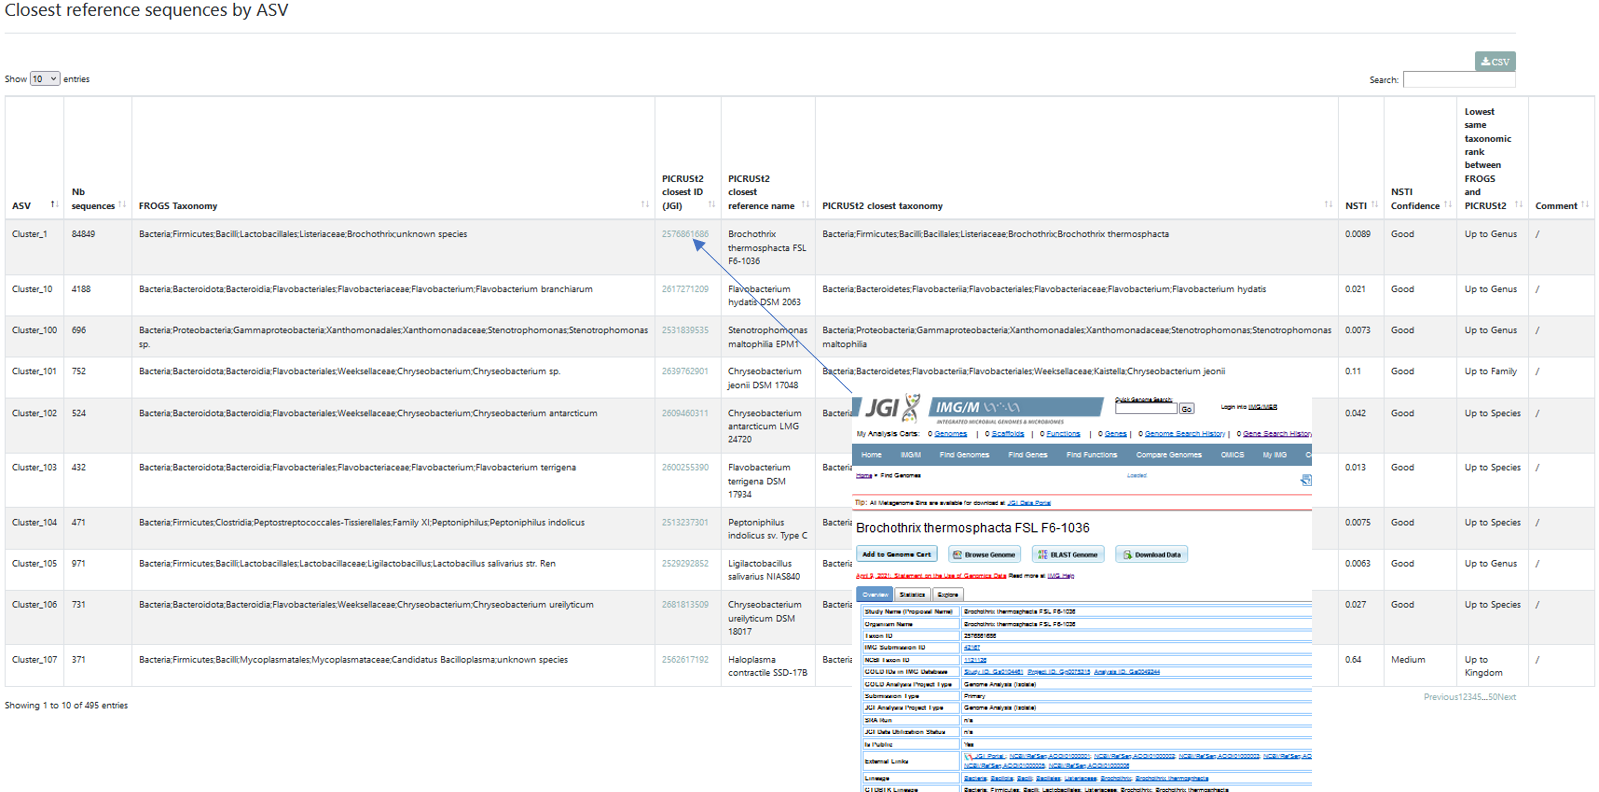 Closest reference sequences by ASV
CSV
Show 10 entries
Search:
ASV
Nb sequences
FROGS Taxonomy
PICRUSt2 closest ID (JGI)
PICRUSt2 closest reference name
PICRUSt2 closest taxonomy
NSTI
NSTI Confidence
Lowest same taxonomic rank between FROGS and PICRUSt2
Comment
Cluster_1 84849 Bacteria;Firmicutes;Bacilli;Lactobacillales;Listeriaceae;Brochothrix;unknown species 2576861686 Brochothrix thermosphacta FSL F6-1036 Bacteria;Firmicutes;Bacilli;Bacillales;Listeriaceae;Brochothrix;Brochothrix thermosphacta 0.0089 Good Up to Genus /
Cluster_10 4188 Bacteria;Bacteroidota;Bacteroidia;Flavobacteriales;Flavobacteriaceae;Flavobacterium;Flavobacterium branchiarum 2617271209 Flavobacterium hydatis DSM 2063 Bacteria;Bacteroidetes;Flavobacteriia;Flavobacteriales;Flavobacteriaceae;Flavobacterium;Flavobacterium hydatis 0.021 Good Up to Genus /
Cluster_100 696 Bacteria;Proteobacteria;Gammaproteobacteria;Xanthomonadales;Xanthomonadaceae;Stenotrophomonas;Stenotrophomonas sp. 2531839535 Stenotrophomonas maltophilia EPM1 Bacteria;Proteobacteria;Gammaproteobacteria;Xanthomonadales;Xanthomonadaceae;Stenotrophomonas;Stenotrophomonas maltophilia 0.0073 Good Up to Genus /
Cluster_101 752 Bacteria;Bacteroidota;Bacteroidia;Flavobacteriales;Weeksellaceae;Chryseobacterium;Chryseobacterium sp. 2639762901 Chryseobacterium jeonii DSM 17048 Bacteria;Bacteroidetes;Flavobacteriia;Flavobacteriales;Weeksellaceae;Kaistella;Chryseobacterium jeonii 0.11 Good Up to Family /
Cluster_102 524 Bacteria;Bacteroidota;Bacteroidia;Flavobacteriales;Weeksellaceae;Chryseobacterium;Chryseobacterium antarcticum 2609460311 Chryseobacterium antarcticum LMG 24720 Bacteria 0.042 Good Up to Species /
Cluster_103 432 Bacteria;Bacteroidota;Bacteroidia;Flavobacteriales;Flavobacteriaceae;Flavobacterium;Flavobacterium terrigena 2600255390 Flavobacterium terrigena DSM 17934 Bacteria 0.013 Good Up to Species /
Cluster_104 471 Bacteria;Firmicutes;Clostridia;Peptostreptococcales-Tissierellales;Family XI;Peptoniphilus;Peptoniphilus indolicus 2513237301 Peptoniphilus indolicus sv. Type C Bacteria 0.0075 Good Up to Species /
Cluster_105 971 Bacteria;Firmicutes;Bacilli;Lactobacillales;Lactobacillaceae;Ligilactobacillus;Lactobacillus salivarius str. Ren 2529292852 Ligilactobacillus salivarius NIAS840 Bacteria 0.0063 Good Up to Genus /
Cluster_106 731 Bacteria;Bacteroidota;Bacteroidia;Flavobacteriales;Weeksellaceae;Chryseobacterium;Chryseobacterium ureilyticum 2681813509 Chryseobacterium ureilyticum DSM 18017 Bacteria 0.027 Good Up to Species /
Cluster_107 371 Bacteria;Firmicutes;Bacilli;Mycoplasmatales;Mycoplasmataceae;Candidatus Bacilloplasma;unknown species 2562617192 Haloplasma contractile SSD-17B Bacteria 0.64 Medium Up to Kingdom /
Showing 1 to 10 of 495 entries
Previous12345...50Next
JGI IMG/M
INTEGRATED MICROBIAL GENOMES & MICROBIOMES
Quick Genome Search:
Go
Login into IMG/MER
My Analysis Carts: 0 Genomes | 0 Scaffolds | 0 Functions | 0 Genes | 0 Genome Search History | 0 Gene Search History
Home IMG/M Find Genomes Find Genes Find Functions Compare Genomes OMICS My IMG
Home > Find Genomes
Loaded
Tip: All Metagenome Bins are available for download at JGI Data Portal
Brochothrix thermosphacta FSL F6-1036
Add to Genome Cart Browse Genome BLAST Genome Download Data
April 9, 2021: Statement on the Use of Genomics Data Read more at IMG Help
Overview Statistics Explore
Study Name (Proposal Name) Brochothrix thermosphacta FSL F6-1036
Organism Name Brochothrix thermosphacta FSL F6-1036
Taxon ID 2576861686
IMG Submission ID 42167
NCBI Taxon ID
GOLD IDs in IMG Database Study ID: Project ID: Analysis ID:
GOLD Analysis Project Type Genome Analysis (Isolate)
Submission Type Primary
JGI Analysis Project Type Genome Analysis (Isolate)
SRA Run n/a
JGI Data Utilization Status n/a
Is Public Yes
External Links JGI Portal;
Lineage Bacteria, Bacillota, Bacilli, Bacillales, Listeriaceae, Brochothrix, Brochothrix thermosphacta
GTDBTK Lineage Bacteria, Firmicutes, Bacilli, Lactobacillales, Listeriaceae, Brochothrix, Brochothrix thermosphacta